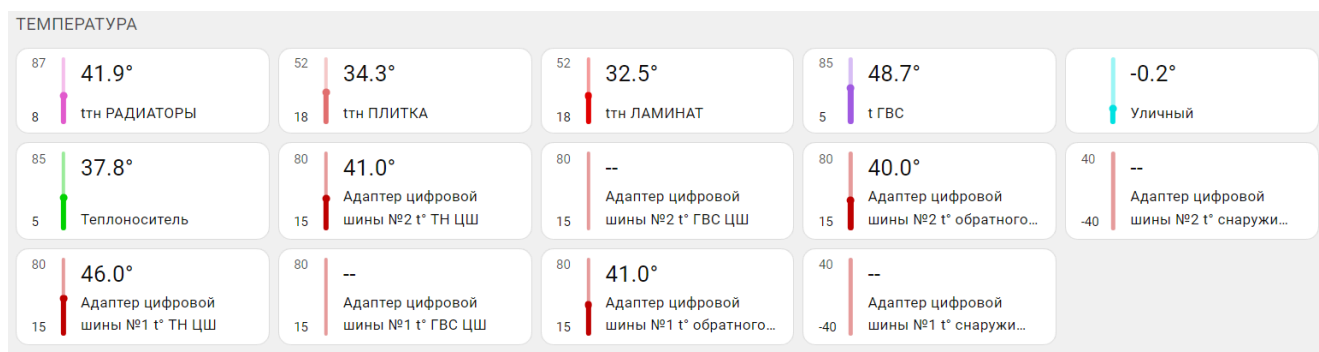 ТЕМПЕРАТУРА
87
41.9°
8
tтн РАДИАТОРЫ
52
34.3°
18
tтн ПЛИТКА
52
32.5°
18
tтн ЛАМИНАТ
85
48.7°
5
t ГВС
-0.2°
Уличный
85
37.8°
5
Теплоноситель
80
41.0°
Адаптер цифровой
15
шины №2 t° ТН ЦШ
80
--
Адаптер цифровой
15
шины №2 t° ГВС ЦШ
80
40.0°
Адаптер цифровой
15
шины №2 t° обратного...
40
--
Адаптер цифровой
-40
шины №2 t° снаружи...
80
46.0°
Адаптер цифровой
15
шины №1 t° ТН ЦШ
80
--
Адаптер цифровой
15
шины №1 t° ГВС ЦШ
80
41.0°
Адаптер цифровой
15
шины №1 t° обратного...
40
--
Адаптер цифровой
-40
шины №1 t° снаружи...